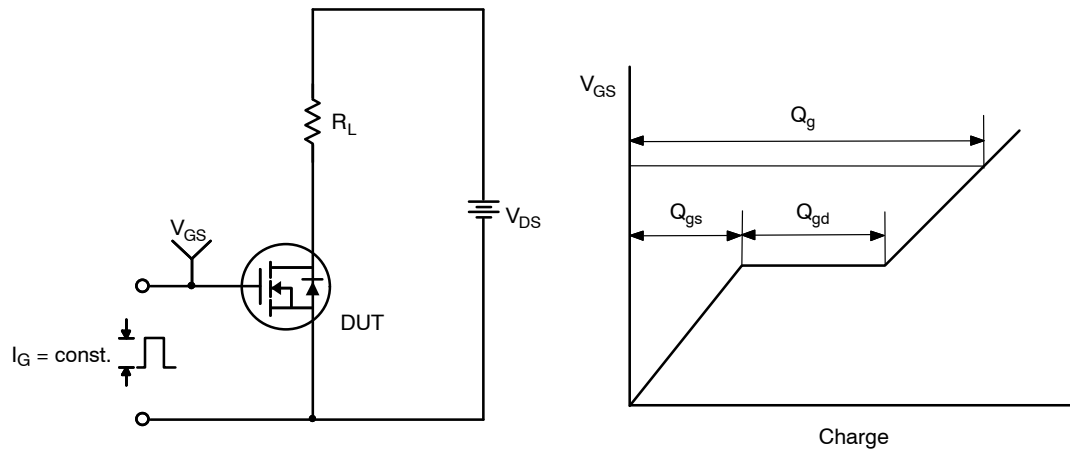 R_L
V_DS
V_GS
DUT
I_G = const.
V_GS
Q_g
Q_gs
Q_gd
Charge